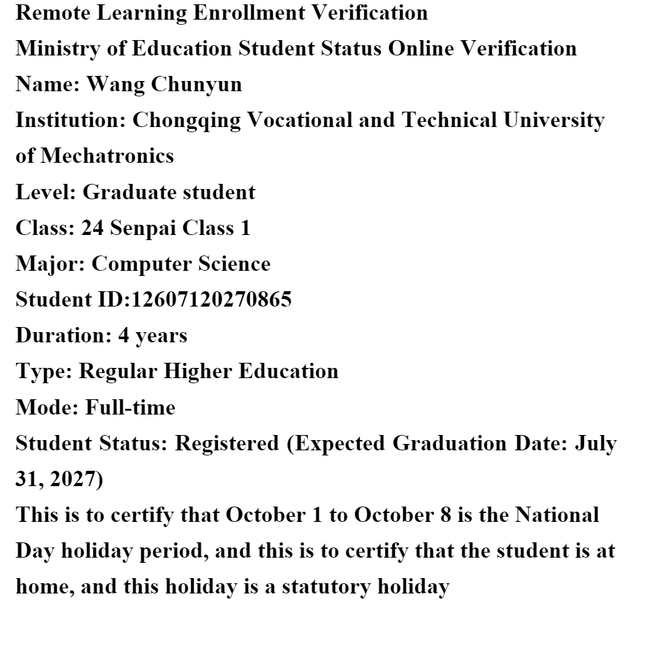 Remote Learning Enrollment Verification
Ministry of Education Student Status Online Verification
Name: Wang Chunyun
Institution: Chongqing Vocational and Technical University
of Mechatronics
Level: Graduate student
Class: 24 Senpai Class 1
Major: Computer Science
Student ID:12607120270865
Duration: 4 years
Type: Regular Higher Education
Mode: Full-time
Student Status: Registered (Expected Graduation Date: July
31, 2027)
This is to certify that October 1 to October 8 is the National
Day holiday period, and this is to certify that the student is at
home, and this holiday is a statutory holiday